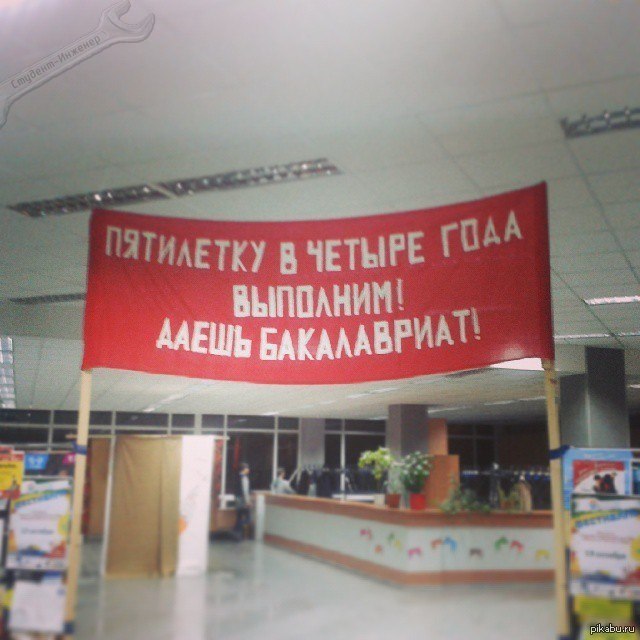 Студент-Инженер
ПЯТИЛЕТКУ В ЧЕТЫРЕ ГОДА
ВЫПОЛНИМ!
ДАЕШЬ БАКАЛАВРИАТ!
pikabu.ru